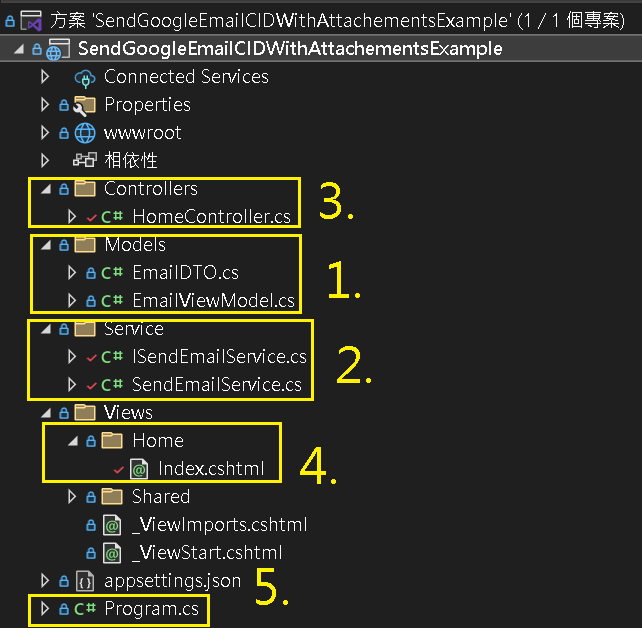 方案 'SendGoogleEmailCIDWithAttachementsExample' (1 / 1 個專案)
SendGoogleEmailCIDWithAttachementsExample
Connected Services
Properties
wwwroot
相依性
Controllers
3.
C# HomeController.cs
Models
1.
C# EmailDTO.cs
C# EmailViewModel.cs
Service
2.
C# ISendEmailService.cs
C# SendEmailService.cs
Views
Home
4.
Index.cshtml
Shared
_ViewImports.cshtml
_ViewStart.cshtml
appsettings.json
5.
C# Program.cs